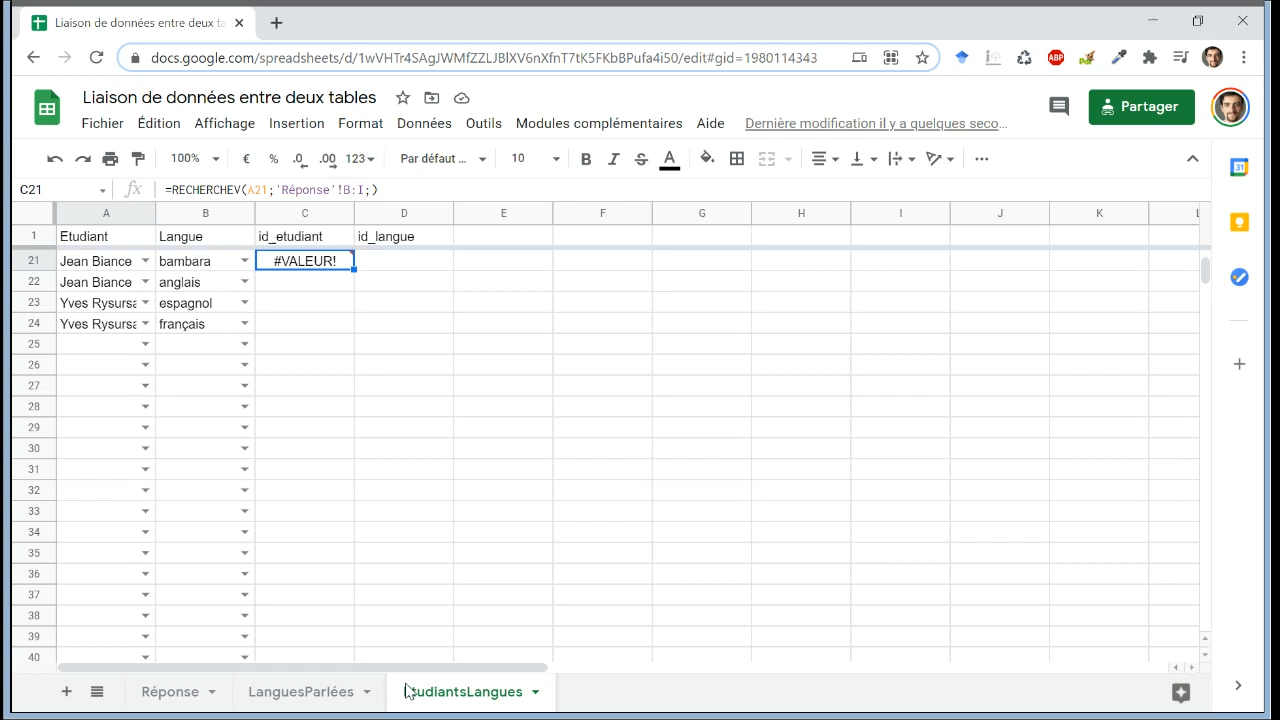 Liaison de données entre deux ta
docs.google.com/spreadsheets/d/1wVHTr4SAgJWMfZZLJBlXV6nXfnT7tK5FKbBPufa4i50/edit#gid=1980114343
ABP
Liaison de données entre deux tables
Partager
Fichier Édition Affichage Insertion Format Données Outils Modules complémentaires Aide Dernière modification il y a quelques seco...
100% € % .0 .00 123 Par défaut ... 10 B I S A
C21 fx =RECHERCHEV(A21;'Réponse'!B:I;)
A B C D E F G H I J K L
1 Etudiant Langue id_etudiant id_langue
21 Jean Biance bambara #VALEUR!
22 Jean Biance anglais
23 Yves Rysursa espagnol
24 Yves Rysursa français
25
26
27
28
29
30
31
32
33
34
35
36
37
38
39
40
31
Réponse LanguesParlées tudiantsLangues